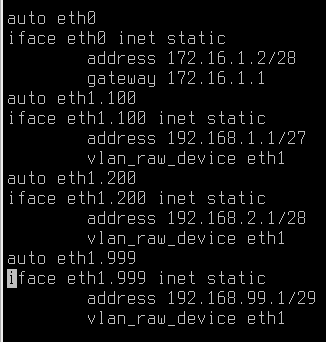 auto eth0
iface eth0 inet static
address 172.16.1.2/28
gateway 172.16.1.1
auto eth1.100
iface eth1.100 inet static
address 192.168.1.1/27
vlan_raw_device eth1
auto eth1.200
iface eth1.200 inet static
address 192.168.2.1/28
vlan_raw_device eth1
auto eth1.999
iface eth1.999 inet static
address 192.168.99.1/29
vlan_raw_device eth1